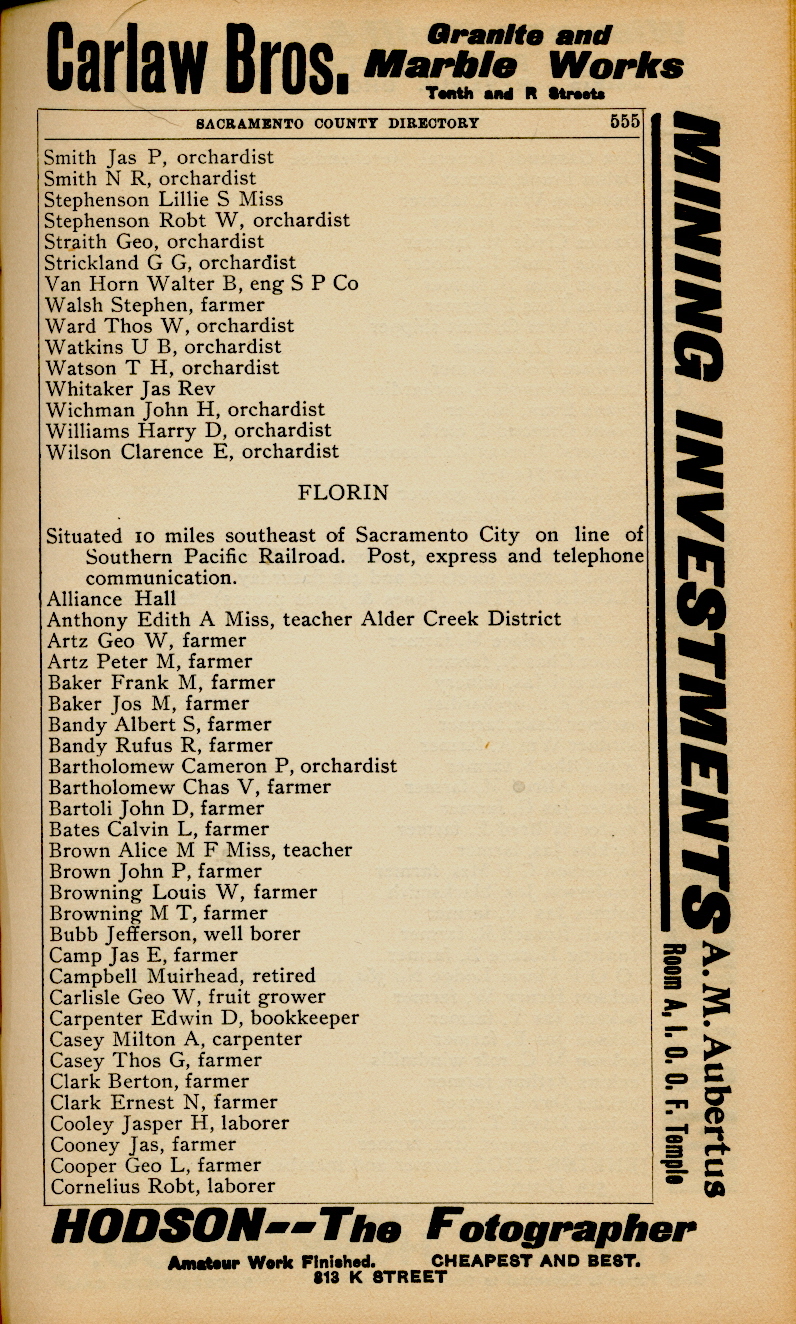 Carlaw Bros. Granite and
Marble Works
Tenth and R Streets
SACRAMENTO COUNTY DIRECTORY 555
Smith Jas P, orchardist
Smith N R, orchardist
Stephenson Lillie S Miss
Stephenson Robt W, orchardist
Straith Geo, orchardist
Strickland G G, orchardist
Van Horn Walter B, eng S P Co
Walsh Stephen, farmer
Ward Thos W, orchardist
Watkins U B, orchardist
Watson T H, orchardist
Whitaker Jas Rev
Wichman John H, orchardist
Williams Harry D, orchardist
Wilson Clarence E, orchardist
FLORIN
Situated 10 miles southeast of Sacramento City on line of
Southern Pacific Railroad. Post, express and telephone
communication.
Alliance Hall
Anthony Edith A Miss, teacher Alder Creek District
Artz Geo W, farmer
Artz Peter M, farmer
Baker Frank M, farmer
Baker Jos M, farmer
Bandy Albert S, farmer
Bandy Rufus R, farmer
Bartholomew Cameron P, orchardist
Bartholomew Chas V, farmer
Bartoli John D, farmer
Bates Calvin L, farmer
Brown Alice M F Miss, teacher
Brown John P, farmer
Browning Louis W, farmer
Browning M T, farmer
Bubb Jefferson, well borer
Camp Jas E, farmer
Campbell Muirhead, retired
Carlisle Geo W, fruit grower
Carpenter Edwin D, bookkeeper
Casey Milton A, carpenter
Casey Thos G, farmer
Clark Berton, farmer
Clark Ernest N, farmer
Cooley Jasper H, laborer
Cooney Jas, farmer
Cooper Geo L, farmer
Cornelius Robt, laborer
MINING INVESTMENTS
A. M. Aubertus
Room A, I. O. O. F. Temple
HODSON--The Fotographer
Amateur Work Finished. CHEAPEST AND BEST.
813 K STREET